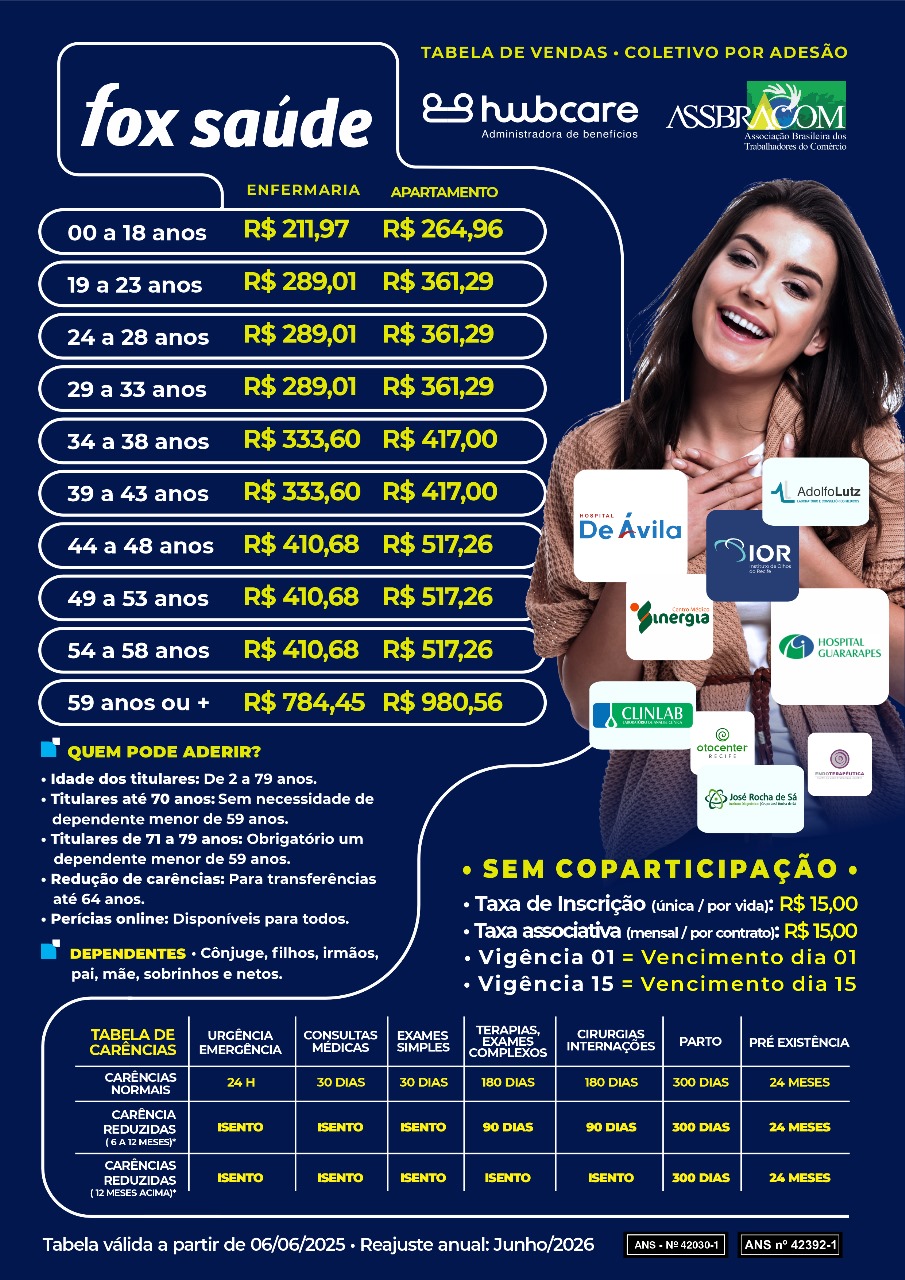 TABELA DE VENDAS • COLETIVO POR ADESÃO
fox saúde
hubcare
Administradora de benefícios
ASSBRACOM
Associação Brasileira dos
Trabalhadores do Comércio
ENFERMARIA APARTAMENTO
00 a 18 anos R$ 211,97 R$ 264,96
19 a 23 anos R$ 289,01 R$ 361,29
24 a 28 anos R$ 289,01 R$ 361,29
29 a 33 anos R$ 289,01 R$ 361,29
34 a 38 anos R$ 333,60 R$ 417,00
39 a 43 anos R$ 333,60 R$ 417,00
44 a 48 anos R$ 410,68 R$ 517,26
49 a 53 anos R$ 410,68 R$ 517,26
54 a 58 anos R$ 410,68 R$ 517,26
59 anos ou + R$ 784,45 R$ 980,56
AdolfoLutz
HOSPITAL
De Ávila
IOR
Instituto de Olhos
do Recife
Centro Médico
Sinergia
HOSPITAL
GUARARAPES
CLINLAB
otocenter
RECIFE
ENDOTERAPÊUTICA
José Rocha de Sá
QUEM PODE ADERIR?
• Idade dos titulares: De 2 a 79 anos.
• Titulares até 70 anos: Sem necessidade de
dependente menor de 59 anos.
• Titulares de 71 a 79 anos: Obrigatório um
dependente menor de 59 anos.
• Redução de carências: Para transferências
até 64 anos.
• Perícias online: Disponíveis para todos.
DEPENDENTES • Cônjuge, filhos, irmãos,
pai, mãe, sobrinhos e netos.
• SEM COPARTICIPAÇÃO •
• Taxa de Inscrição (única / por vida): R$ 15,00
• Taxa associativa (mensal / por contrato): R$ 15,00
• Vigência 01 = Vencimento dia 01
• Vigência 15 = Vencimento dia 15
TABELA DE
CARÊNCIAS
URGÊNCIA
EMERGÊNCIA
CONSULTAS
MÉDICAS
EXAMES
SIMPLES
TERAPIAS,
EXAMES
COMPLEXOS
CIRURGIAS
INTERNAÇÕES
PARTO
PRÉ EXISTÊNCIA
CARÊNCIAS
NORMAIS
24 H 30 DIAS 30 DIAS 180 DIAS 180 DIAS 300 DIAS 24 MESES
CARÊNCIA
REDUZIDAS
( 6 A 12 MESES)*
ISENTO ISENTO ISENTO 90 DIAS 90 DIAS 300 DIAS 24 MESES
CARÊNCIAS
REDUZIDAS
( 12 MESES ACIMA)*
ISENTO ISENTO ISENTO ISENTO ISENTO 300 DIAS 24 MESES
Tabela válida a partir de 06/06/2025 • Reajuste anual: Junho/2026
ANS - Nº 42030-1
ANS nº 42392-1